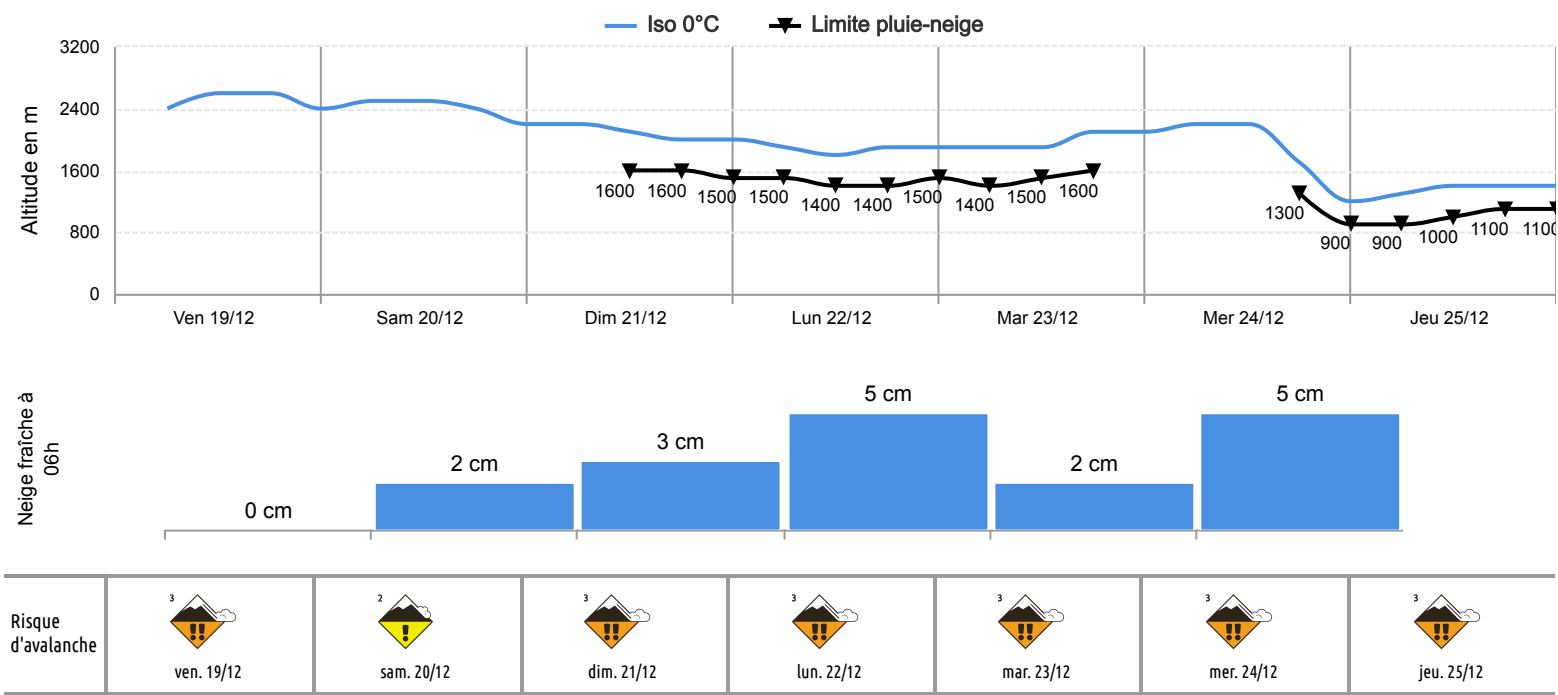 Iso 0°C Limite pluie-neige
Altitude en m
3200
2400
1600
800
0
1600 1600 1500 1500 1400 1400 1500 1400 1500 1600 1300 900 900 1000 1100 1100
Ven 19/12 Sam 20/12 Dim 21/12 Lun 22/12 Mar 23/12 Mer 24/12 Jeu 25/12
Neige fraîche à
06h
0 cm 2 cm 3 cm 5 cm 2 cm 5 cm
Risque
d'avalanche
3 2 3 3 3 3 3
!! ! !! !! !! !! !!
ven. 19/12 sam. 20/12 dim. 21/12 lun. 22/12 mar. 23/12 mer. 24/12 jeu. 25/12